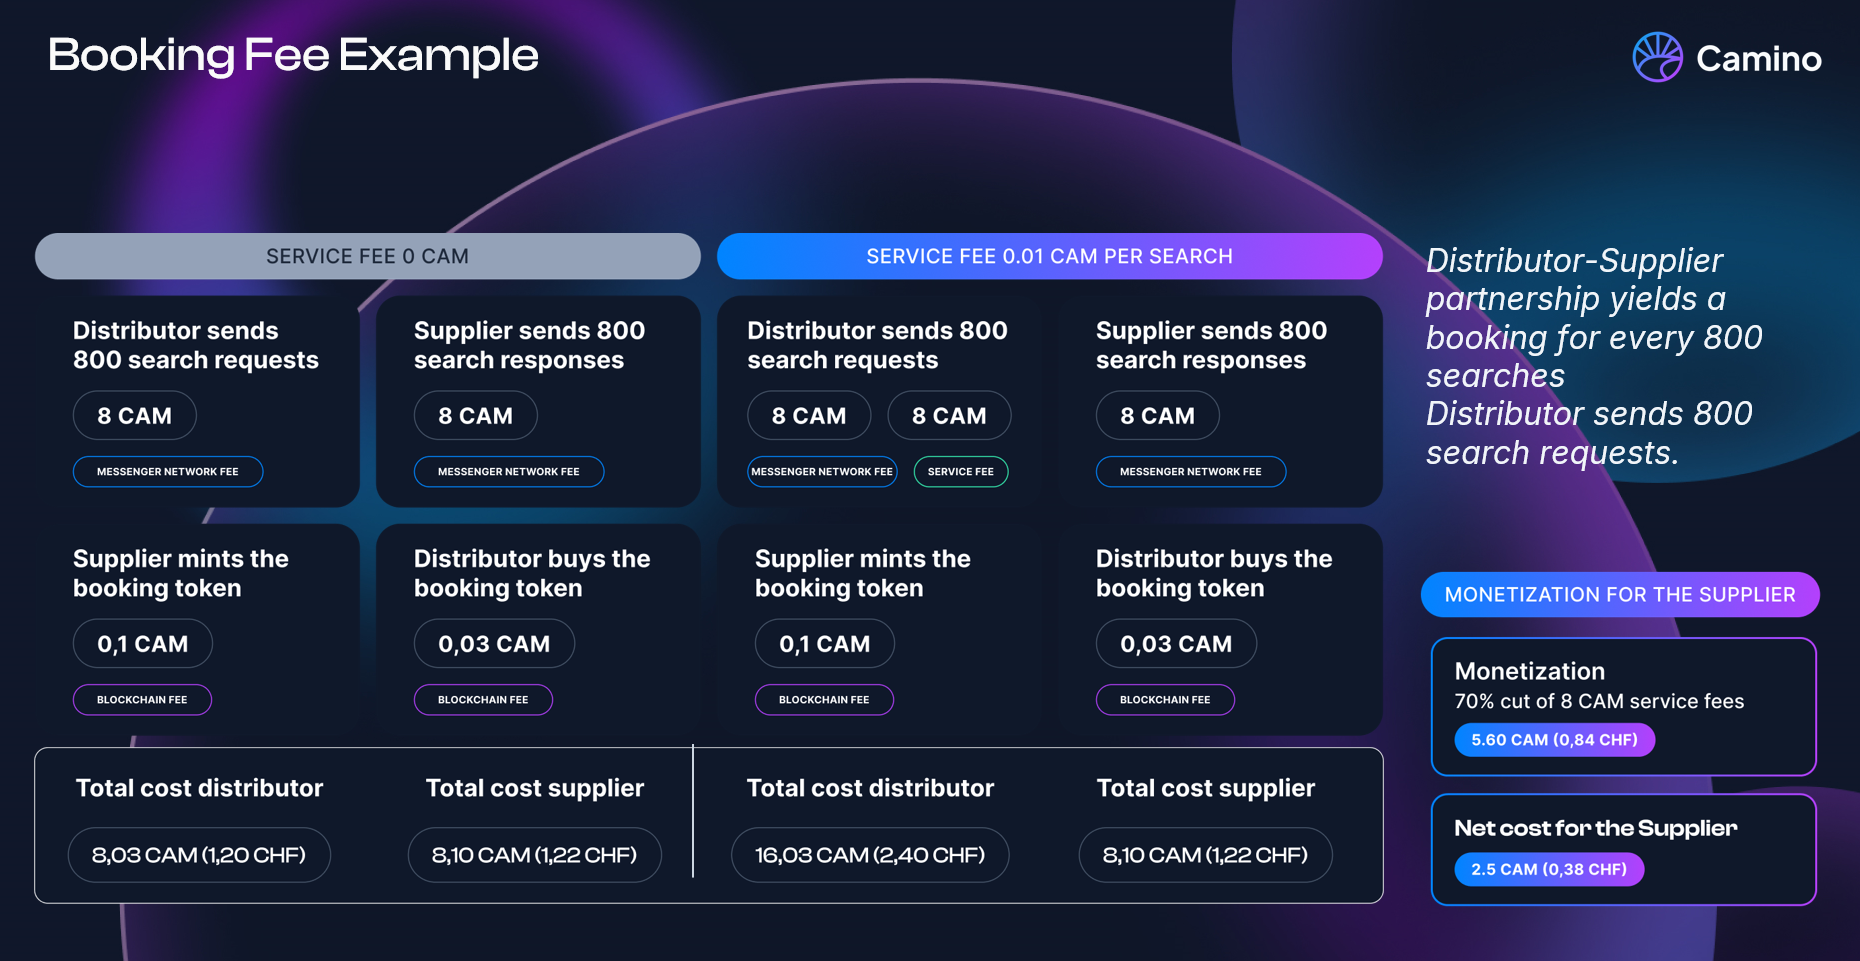 Booking Fee Example
Camino
SERVICE FEE 0 CAM
SERVICE FEE 0.01 CAM PER SEARCH
Distributor sends
800 search requests
8 CAM
MESSENGER NETWORK FEE
Supplier sends 800
search responses
8 CAM
MESSENGER NETWORK FEE
Distributor sends 800
search requests
8 CAM
8 CAM
MESSENGER NETWORK FEE
SERVICE FEE
Supplier sends 800
search responses
8 CAM
MESSENGER NETWORK FEE
Supplier mints the
booking token
0,1 CAM
BLOCKCHAIN FEE
Distributor buys the
booking token
0,03 CAM
BLOCKCHAIN FEE
Supplier mints the
booking token
0,1 CAM
BLOCKCHAIN FEE
Distributor buys the
booking token
0,03 CAM
BLOCKCHAIN FEE
Total cost distributor
8,03 CAM (1,20 CHF)
Total cost supplier
8,10 CAM (1,22 CHF)
Total cost distributor
16,03 CAM (2,40 CHF)
Total cost supplier
8,10 CAM (1,22 CHF)
Distributor-Supplier
partnership yields a
booking for every 800
searches
Distributor sends 800
search requests.
MONETIZATION FOR THE SUPPLIER
Monetization
70% cut of 8 CAM service fees
5.60 CAM (0,84 CHF)
Net cost for the Supplier
2.5 CAM (0,38 CHF)